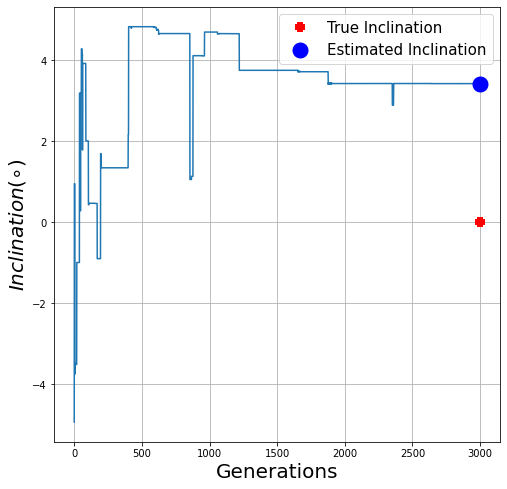 True Inclination
Estimated Inclination
4
2
0
−2
−4
Inclination(∘)
0 500 1000 1500 2000 2500 3000
Generations